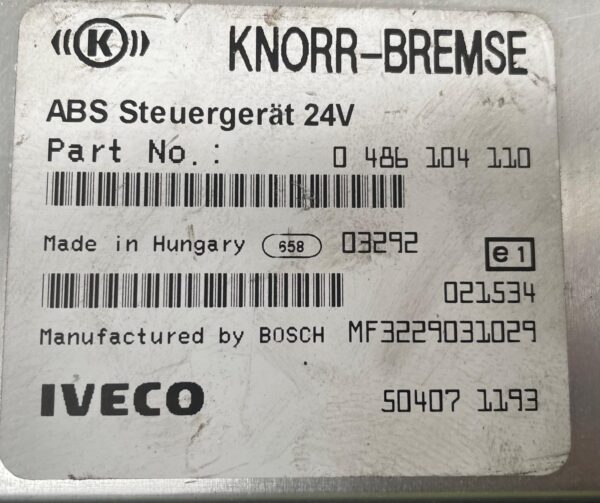 ((K)) KNORR-BREMSE
ABS Steuergerät 24V
Part No.: 0 486 104 110
Made in Hungary 658 03292 e1
021534
Manufactured by BOSCH MF3229031029
IVECO 50407 1193